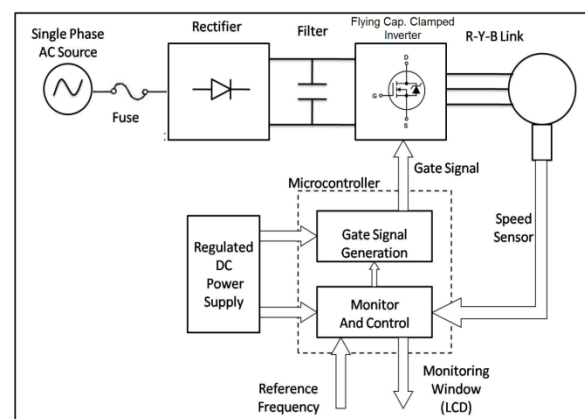 Single Phase
AC Source
Fuse
Rectifier
Filter
Flying Cap. Clamped
Inverter
D
G
S
R-Y-B Link
Gate Signal
Microcontroller
Speed
Sensor
Regulated
DC
Power
Supply
Gate Signal
Generation
Monitor
And Control
Reference
Frequency
Monitoring
Window
(LCD)